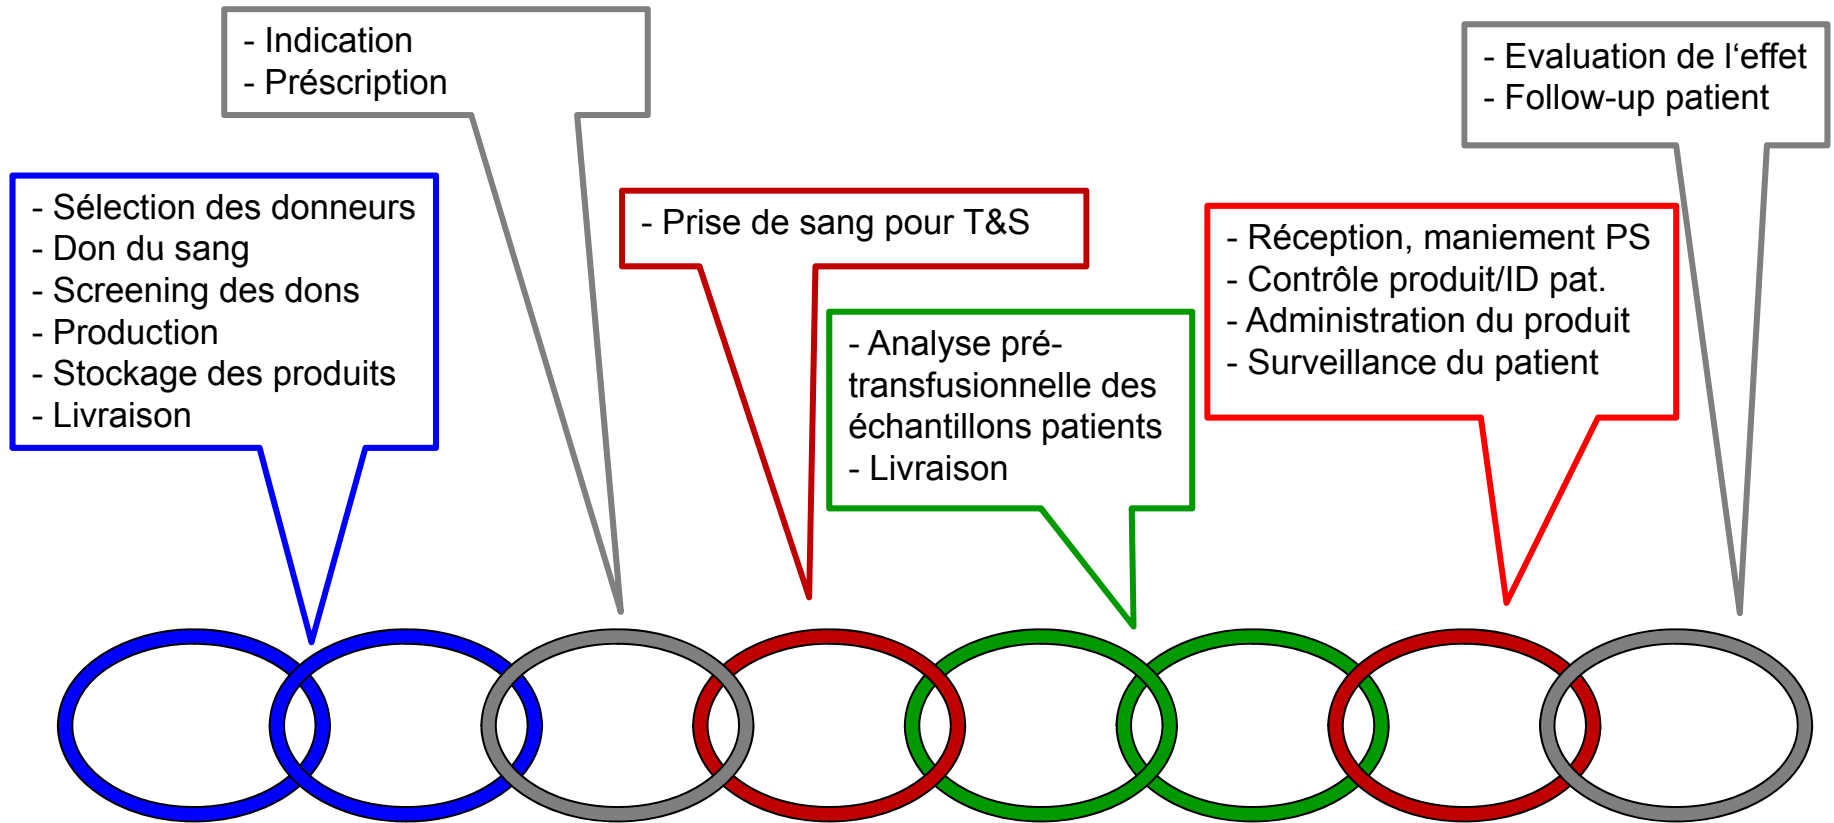 - Indication
- Préscription
- Evaluation de l‘effet
- Follow-up patient
- Sélection des donneurs
- Don du sang
- Screening des dons
- Production
- Stockage des produits
- Livraison
- Prise de sang pour T&S
- Réception, maniement PS
- Contrôle produit/ID pat.
- Administration du produit
- Surveillance du patient
- Analyse pré-
transfusionnelle des
échantillons patients
- Livraison